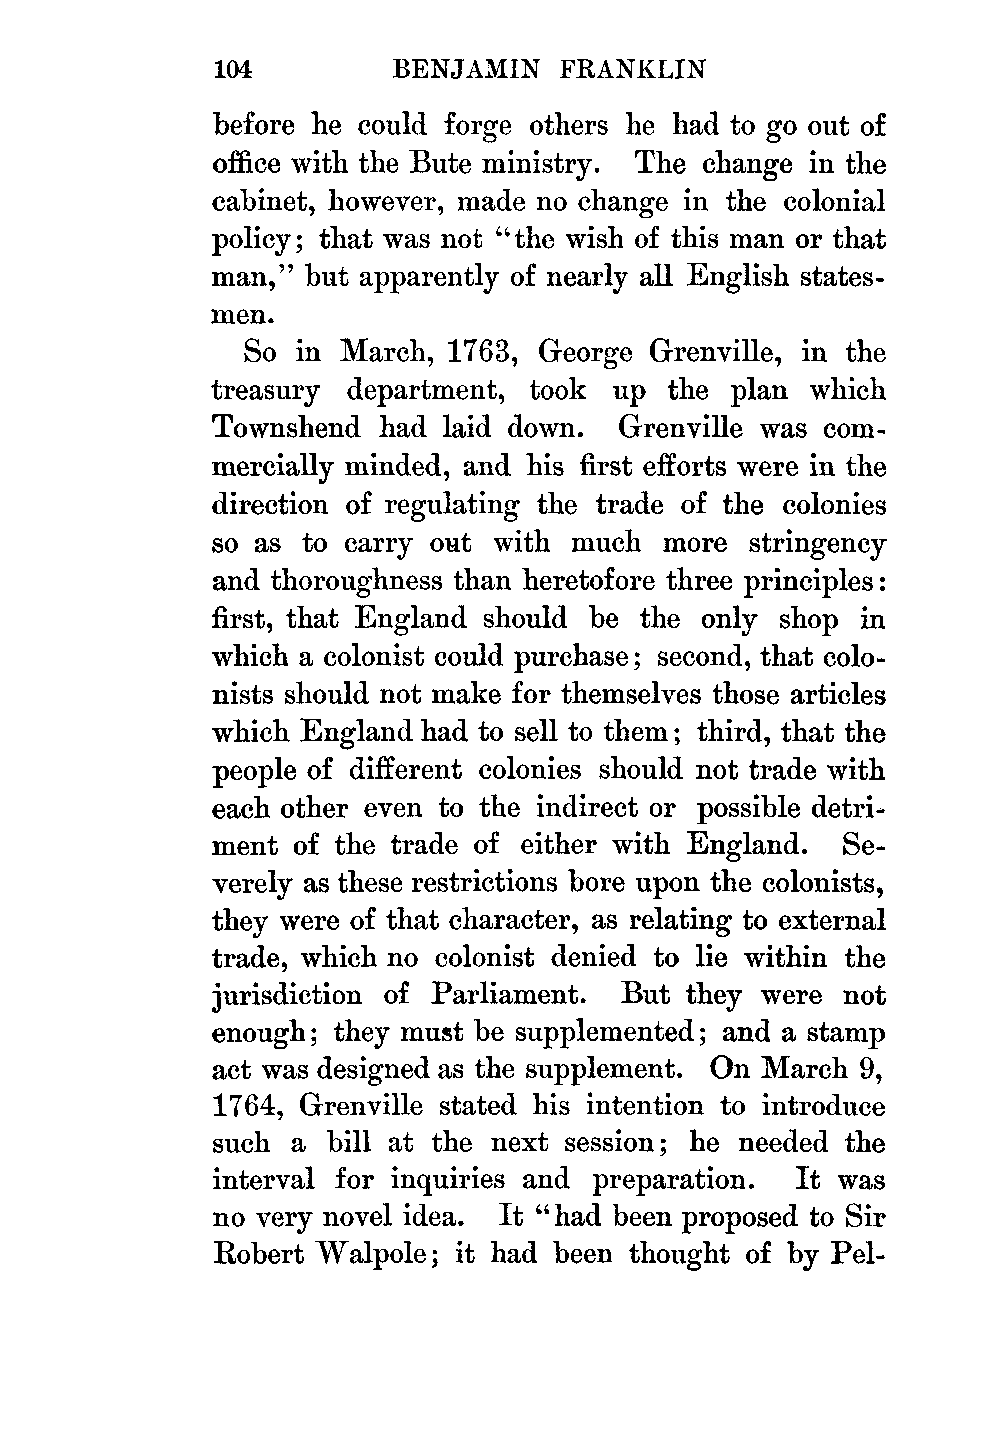 104 BENJAMIN FRANKLIN
before he could forge others he had to go out of
office with the Bute ministry. The change in the
cabinet, however, made no change in the colonial
policy; that was not “the wish of this man or that
man,” but apparently of nearly all English states-
men.
So in March, 1763, George Grenville, in the
treasury department, took up the plan which
Townshend had laid down. Grenville was com-
mercially minded, and his first efforts were in the
direction of regulating the trade of the colonies
so as to carry out with much more stringency
and thoroughness than heretofore three principles:
first, that England should be the only shop in
which a colonist could purchase; second, that colo-
nists should not make for themselves those articles
which England had to sell to them; third, that the
people of different colonies should not trade with
each other even to the indirect or possible detri-
ment of the trade of either with England. Se-
verely as these restrictions bore upon the colonists,
they were of that character, as relating to external
trade, which no colonist denied to lie within the
jurisdiction of Parliament. But they were not
enough; they must be supplemented; and a stamp
act was designed as the supplement. On March 9,
1764, Grenville stated his intention to introduce
such a bill at the next session; he needed the
interval for inquiries and preparation. It was
no very novel idea. It “had been proposed to Sir
Robert Walpole; it had been thought of by Pel-